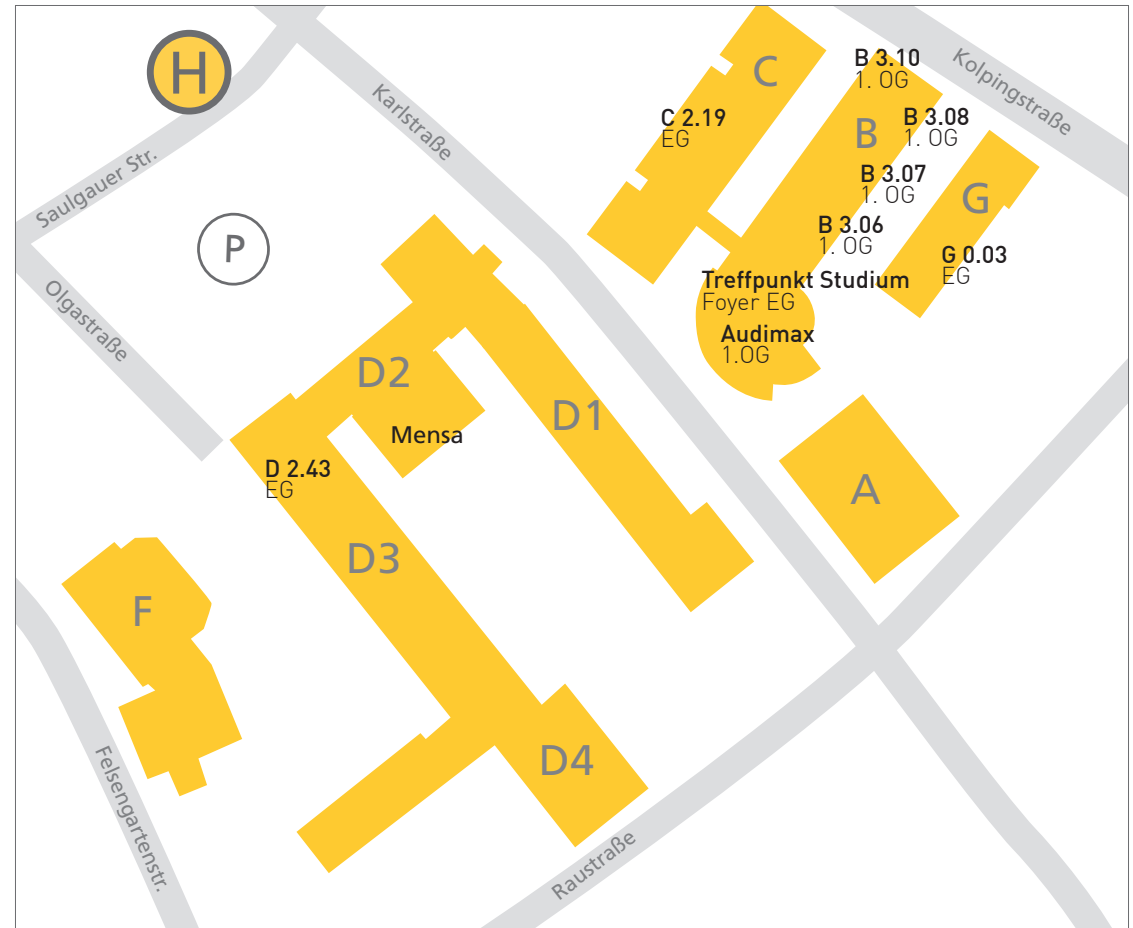 H
C
B 3.10
1. OG
Kolpingstraße
Karlstraße
C 2.19
EG
B
B 3.08
1. OG
Saulgauer Str.
B 3.07
1. OG
G
P
B 3.06
1. OG
G 0.03
EG
Treffpunkt Studium
Foyer EG
Olgastraße
Audimax
1.OG
D2
D1
Mensa
D 2.43
EG
A
D3
F
D4
Felsengartenstr.
Raustraße